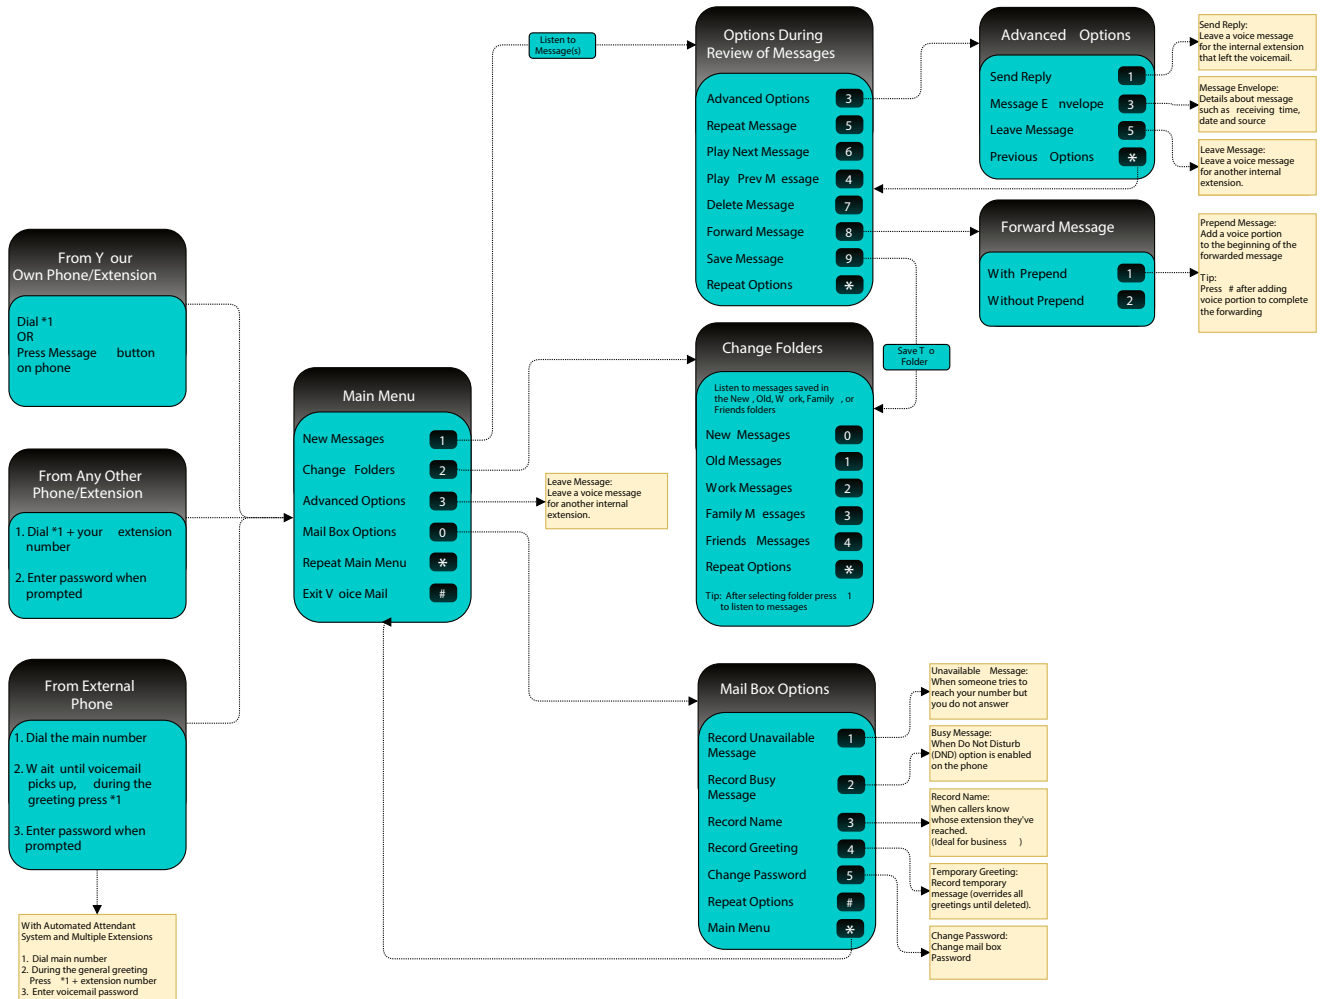 From Y our
Own Phone/Extension
Dial *1
OR
Press Message button
on phone
From Any Other
Phone/Extension
1. Dial *1 + your extension
number
2. Enter password when
prompted
From External
Phone
1. Dial the main number
2. W ait until voicemail
picks up, during the
greeting press *1
3. Enter password when
prompted
With Automated Attendant
System and Multiple Extensions
1. Dial main number
2. During the general greeting
Press *1 + extension number
3. Enter voicemail password
Main Menu
New Messages 1
Change Folders 2
Advanced Options 3
Mail Box Options 0
Repeat Main Menu *
Exit V oice Mail #
Listen to
Message(s)
Leave Message:
Leave a voice message
for another internal
extension.
Options During
Review of Messages
Advanced Options 3
Repeat Message 5
Play Next Message 6
Play Prev M essage 4
Delete Message 7
Forward Message 8
Save Message 9
Repeat Options *
Save T o
Folder
Change Folders
Listen to messages saved in
the New , Old, W ork, Family , or
Friends folders
New Messages 0
Old Messages 1
Work Messages 2
Family M essages 3
Friends Messages 4
Repeat Options *
Tip: After selecting folder press 1
to listen to messages
Mail Box Options
Record Unavailable 1
Message
Record Busy 2
Message
Record Name 3
Record Greeting 4
Change Password 5
Repeat Options #
Main Menu *
Advanced Options
Send Reply 1
Message E nvelope 3
Leave Message 5
Previous Options *
Forward Message
With Prepend 1
Without Prepend 2
Send Reply:
Leave a voice message
for the internal extension
that left the voicemail.
Message Envelope:
Details about message
such as receiving time,
date and source
Leave Message:
Leave a voice message
for another internal
extension.
Prepend Message:
Add a voice portion
to the beginning of the
forwarded message
Tip:
Press # after adding
voice portion to complete
the forwarding
Unavailable Message:
When someone tries to
reach your number but
you do not answer
Busy Message:
When Do Not Disturb
(DND) option is enabled
on the phone
Record Name:
When callers know
whose extension they've
reached.
(Ideal for business )
Temporary Greeting:
Record temporary
message (overrides all
greetings until deleted).
Change Password:
Change mail box
Password